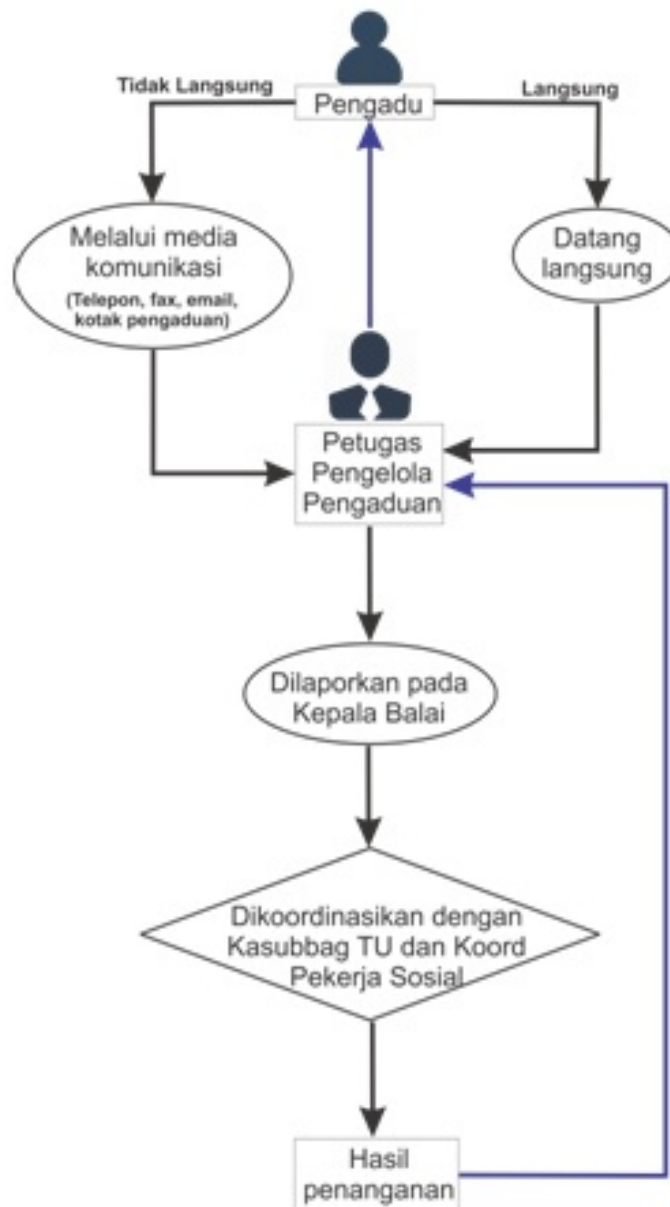 Tidak Langsung
Langsung
Pengadu
Melalui media
komunikasi
(Telepon, fax, email,
kotak pengaduan)
Datang
langsung
Petugas
Pengelola
Pengaduan
Dilaporkan pada
Kepala Balai
Dikoordinasikan dengan
Kasubbag TU dan Koord
Pekerja Sosial
Hasil
penanganan